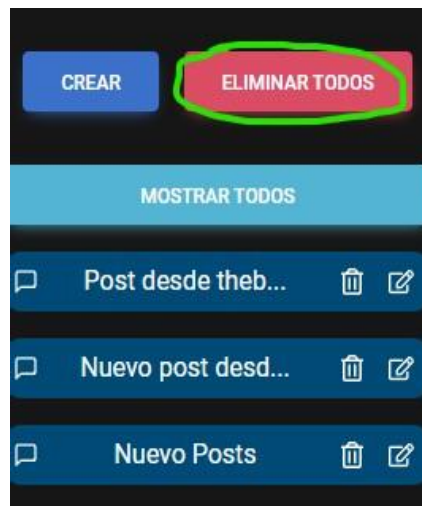 CREAR ELIMINAR TODOS
MOSTRAR TODOS
Post desde theb...
Nuevo post desd...
Nuevo Posts